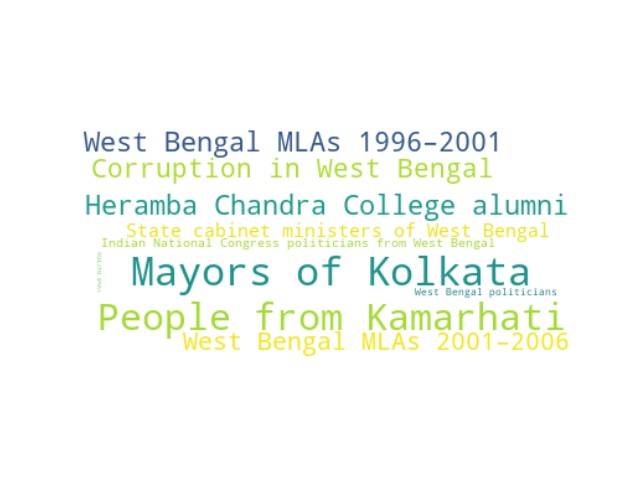 West Bengal MLAs 1996–2001
Corruption in West Bengal
Heramba Chandra College alumni
State cabinet ministers of West Bengal
Indian National Congress politicians from West Bengal
Mayors of Kolkata
West Bengal politicians
People from Kamarhati
West Bengal MLAs 2001–2006